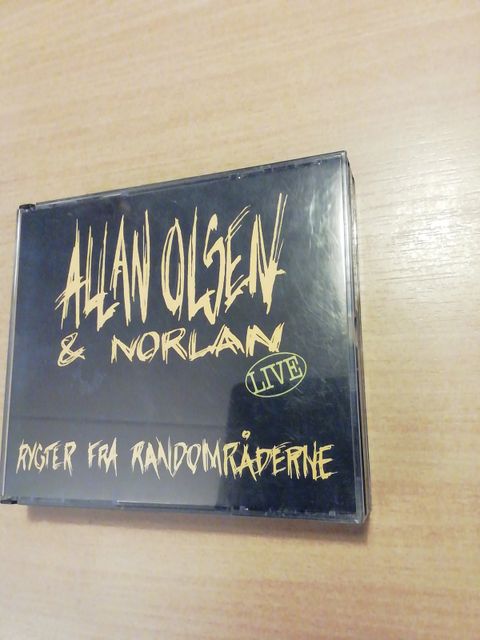 ALLAN OLSEN
& NORLAN
LIVE
RYGTER FRA RANDOMRÅDERNE